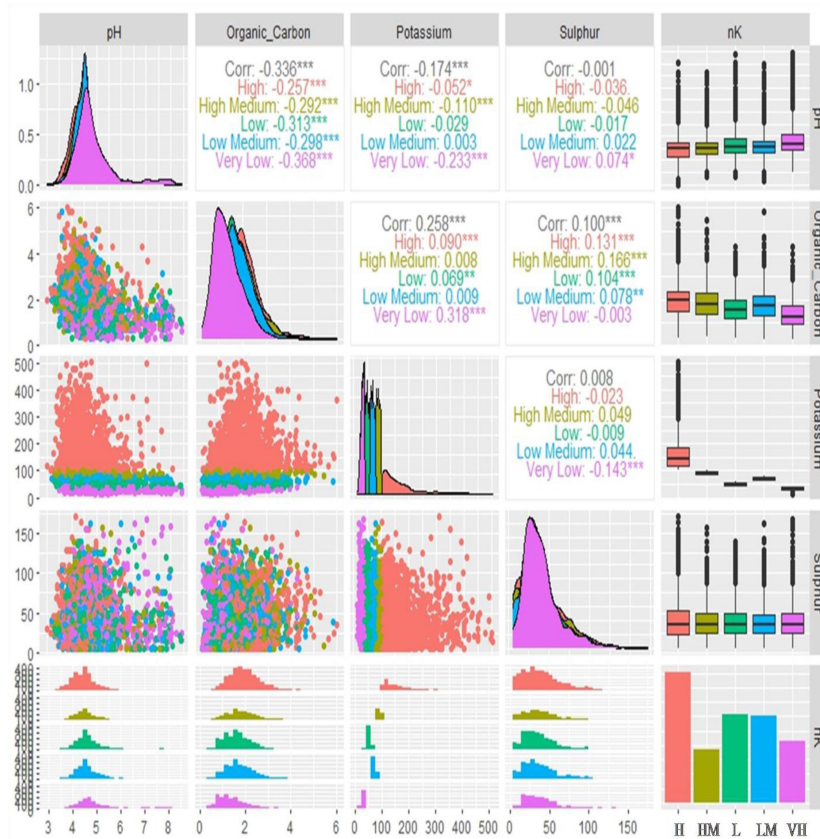 pH Organic_Carbon Potassium Sulphur nK
Corr: -0.336***
High: -0.257***
High Medium: -0.292***
Low: -0.313***
Low Medium: -0.298***
Very Low: -0.368***
Corr: -0.174***
High: -0.052*
High Medium: -0.110***
Low: -0.029
Low Medium: 0.003
Very Low: -0.233***
Corr: -0.001
High: -0.036.
High Medium: -0.046
Low: -0.017
Low Medium: 0.022
Very Low: 0.074*
pH
1.0
0.5
0.0
Corr: 0.258***
High: 0.090***
High Medium: 0.008
Low: 0.069**
Low Medium: 0.009
Very Low: 0.318***
Corr: 0.100***
High: 0.131***
High Medium: 0.166***
Low: 0.104***
Low Medium: 0.078**
Very Low: -0.003
Organic_Carbon
6
4
2
0
Corr: 0.008
High: -0.023
High Medium: 0.049
Low: -0.009
Low Medium: 0.044.
Very Low: -0.143***
Potassium
500
400
300
200
100
0
Sulphur
150
100
50
0
nK
3 4 5 6 7 8 0 2 4 6 0 100 200 300 400 500 0 50 100 150 H HM L LM VH